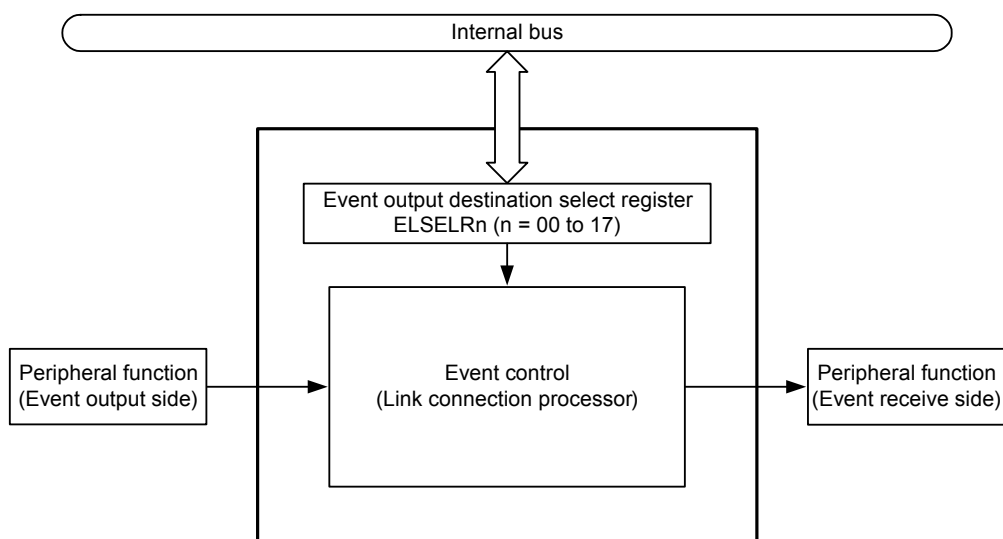 Internal bus
Event output destination select register
ELSELRn (n = 00 to 17)
Peripheral function
(Event output side)
Event control
(Link connection processor)
Peripheral function
(Event receive side)